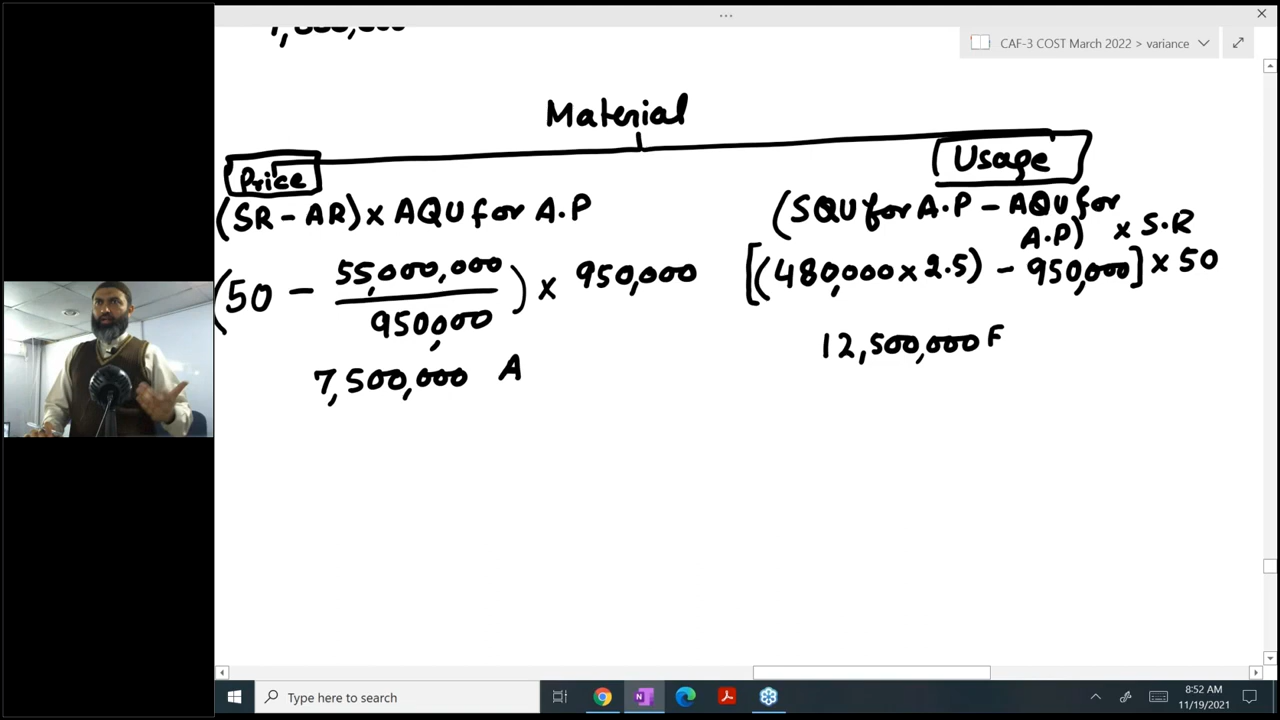 CAF-3 COST March 2022 > variance
Material
Price
Usage
(SR - AR) x AQU for A.P
(SQU for A.P - AQU for A.P) x S.R
(50 - 55,000,000 / 950,000) x 950,000
[(480,000 x 2.5) - 950,000] x 50
7,500,000 A
12,500,000 F
Type here to search
8:52 AM
11/19/2021